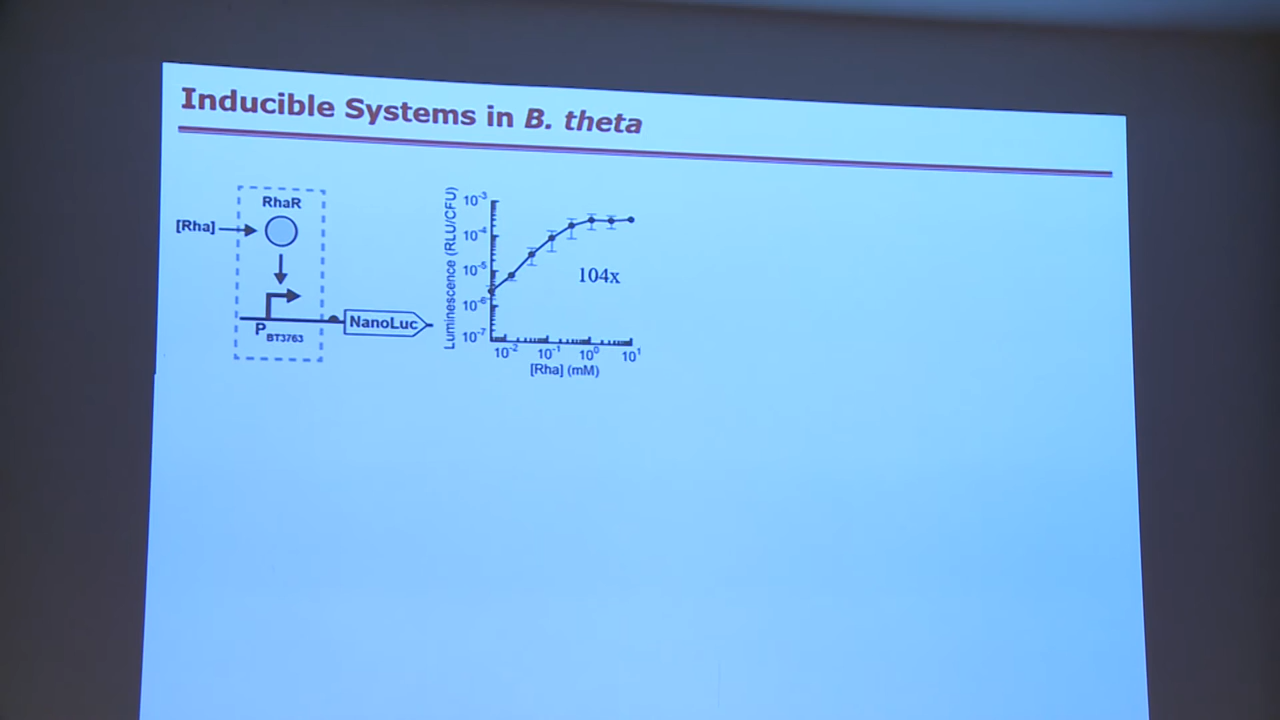 Inducible Systems in B. theta
RhaR
[Rha]
P BT3763
NanoLuc
Luminescence (RLU/CFU)
10⁻³
10⁻⁴
10⁻⁵
10⁻⁶
10⁻⁷
104x
10⁻² 10⁻¹ 10⁰ 10¹
[Rha] (mM)